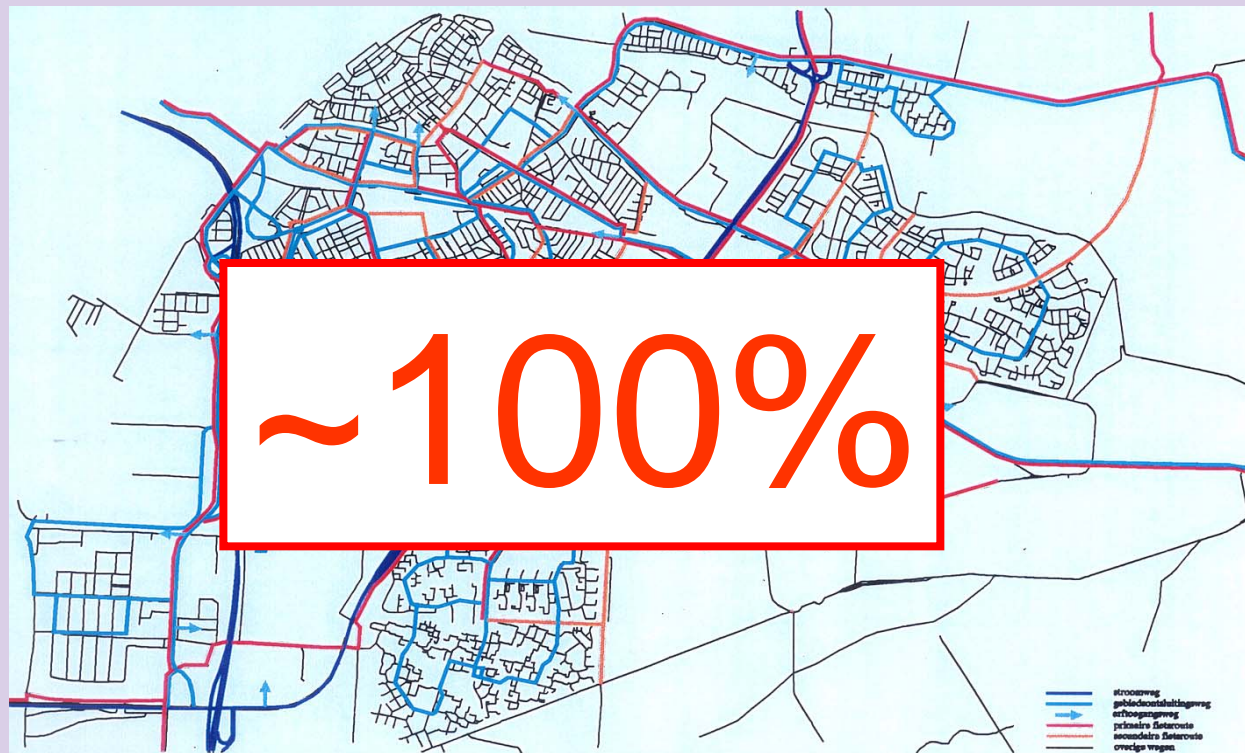 ~100%
stroomweg
gebiedsontsluitingsweg
erftoegangsweg
primaire fietsroute
secundaire fietsroute
overige wegen